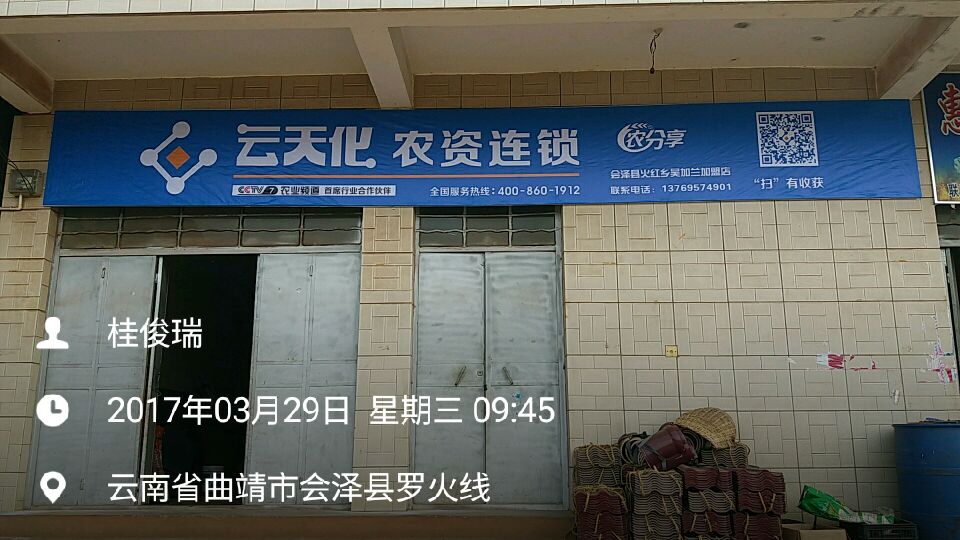 云天化 农资连锁
农分享
CCTV 7 农业频道 首席行业合作伙伴
全国服务热线：400-860-1912
会泽县火红乡吴加兰加盟店
联系电话：13769574901
“扫”有收获
惠
联
桂俊瑞
2017年03月29日 星期三 09:45
云南省曲靖市会泽县罗火线